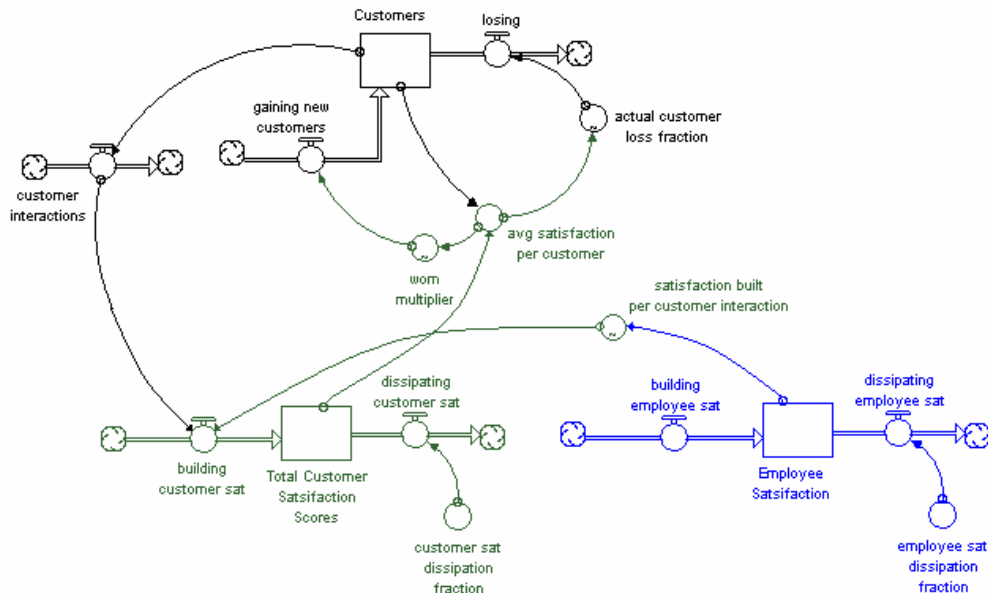 Customers
losing
gaining new
customers
actual customer
loss fraction
customer
interactions
avg satisfaction
per customer
wom
multiplier
satisfaction built
per customer interaction
dissipating
customer sat
building
employee sat
dissipating
employee sat
building
customer sat
Total Customer
Satsifaction
Scores
Employee
Satsifaction
customer sat
dissipation
fraction
employee sat
dissipation
fraction